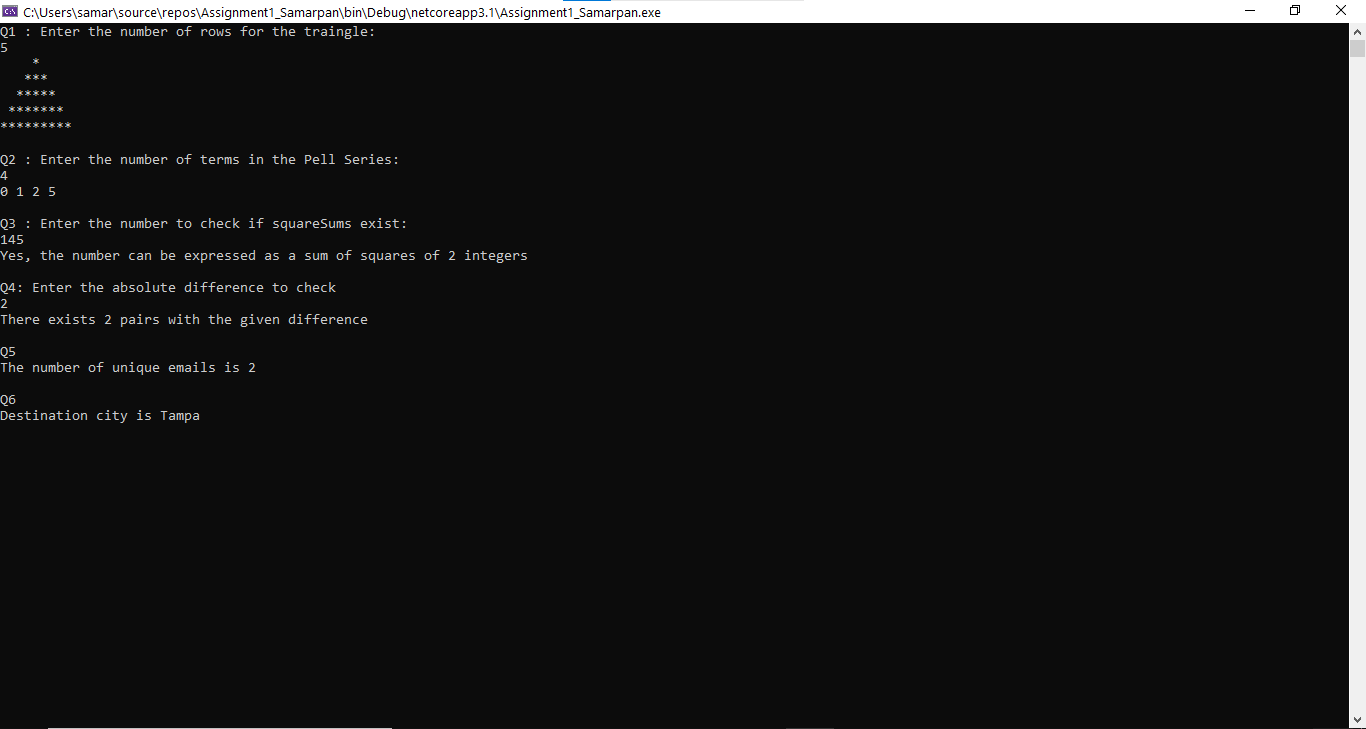 C:\Users\samar\source\repos\Assignment1_Samarpan\bin\Debug\netcoreapp3.1\Assignment1_Samarpan.exe
Q1 : Enter the number of rows for the traingle:
5
    *
   ***
  *****
 *******
*********
Q2 : Enter the number of terms in the Pell Series:
4
0 1 2 5
Q3 : Enter the number to check if squareSums exist:
145
Yes, the number can be expressed as a sum of squares of 2 integers
Q4: Enter the absolute difference to check
2
There exists 2 pairs with the given difference
Q5
The number of unique emails is 2
Q6
Destination city is Tampa